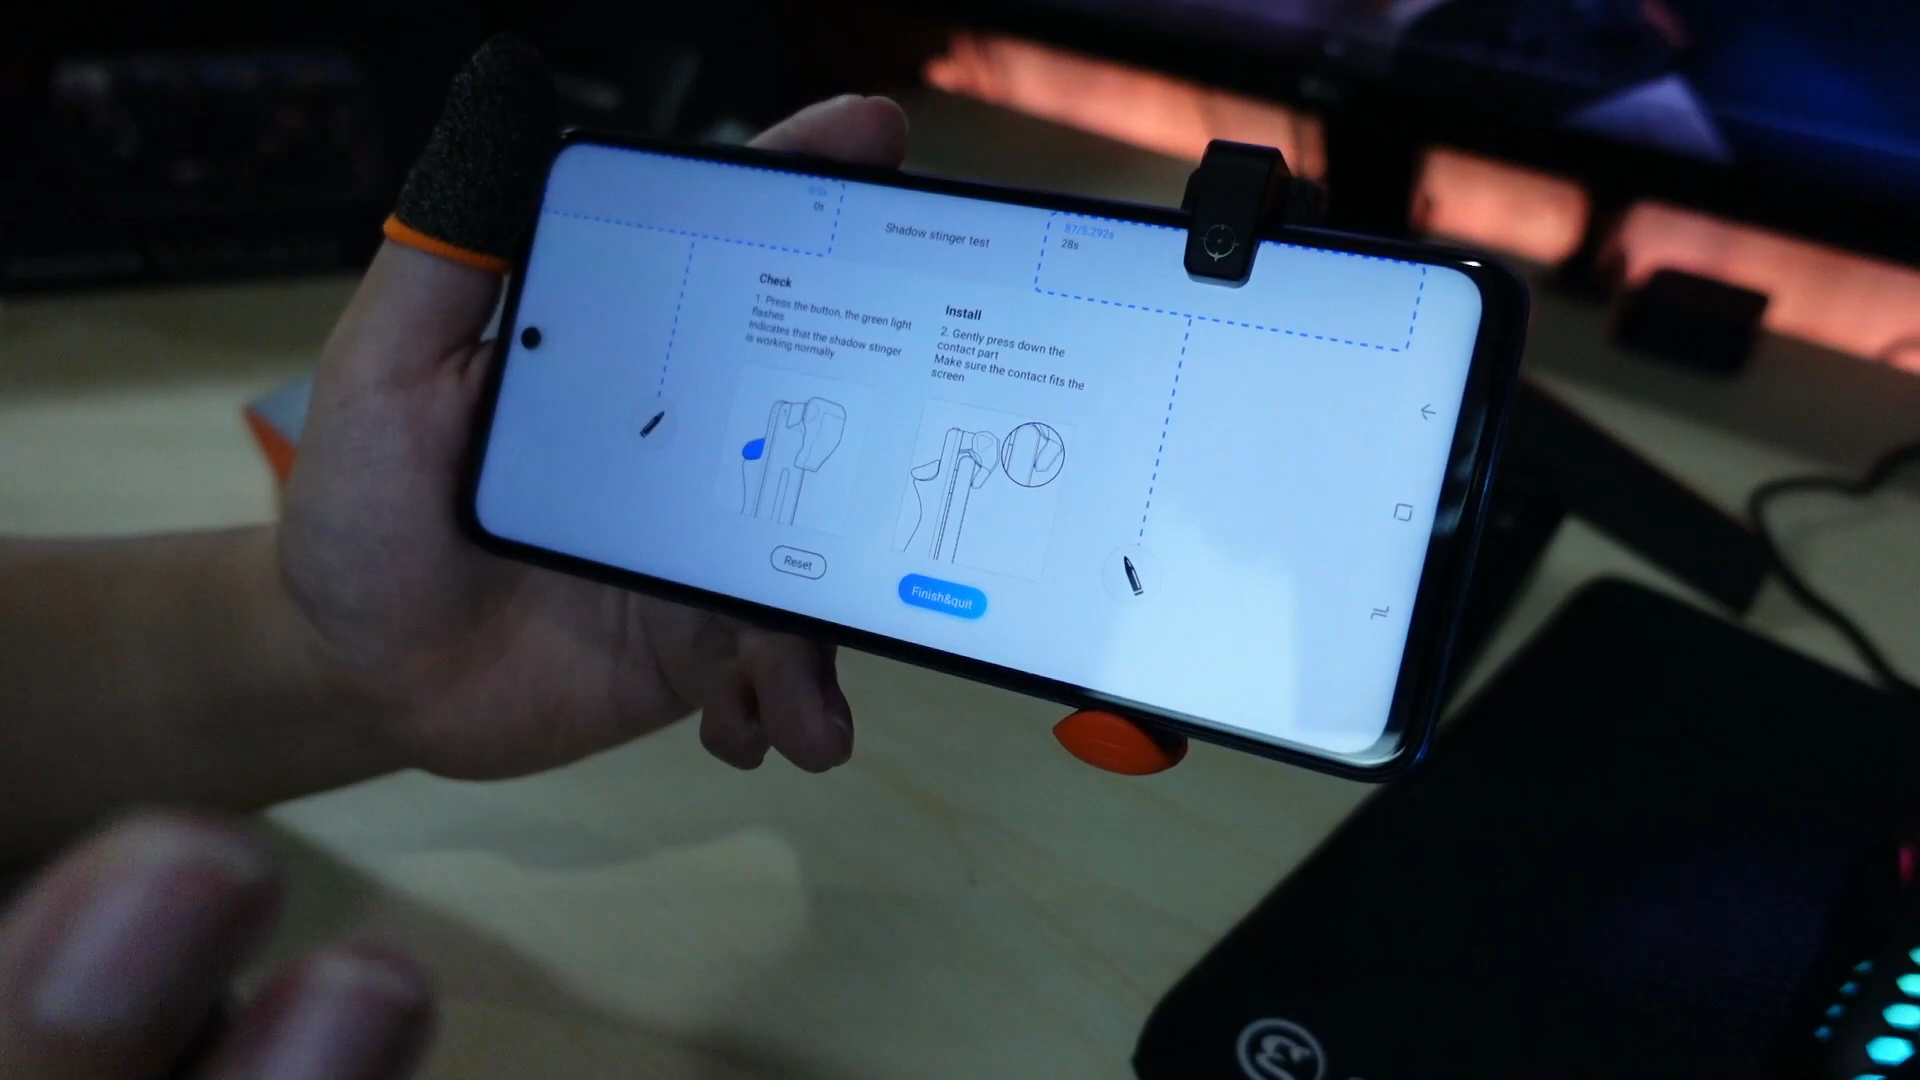 0s
Shadow stinger test
87/5.292s
28s
Check
1. Press the button, the green light
flashes
Indicates that the shadow stinger
is working normally
Install
2. Gently press down the
contact part
Make sure the contact fits the
screen
Reset
Finish&quit